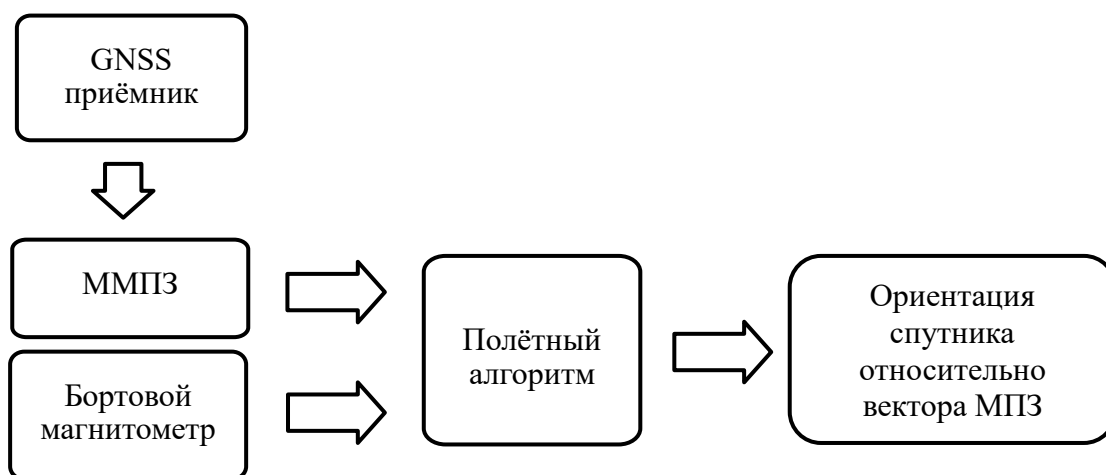 GNSS
приёмник
ММПЗ
Бортовой
магнитометр
Полётный
алгоритм
Ориентация
спутника
относительно
вектора МПЗ